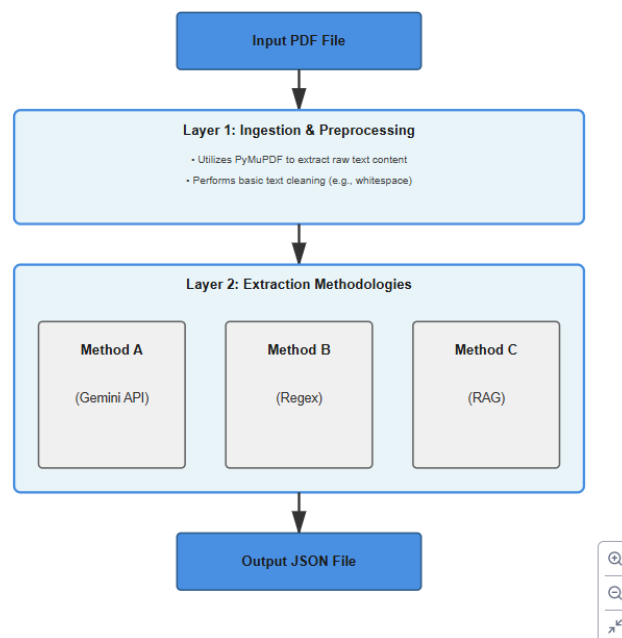 Input PDF File
Layer 1: Ingestion & Preprocessing
• Utilizes PyMuPDF to extract raw text content
• Performs basic text cleaning (e.g., whitespace)
Layer 2: Extraction Methodologies
Method A
(Gemini API)
Method B
(Regex)
Method C
(RAG)
Output JSON File